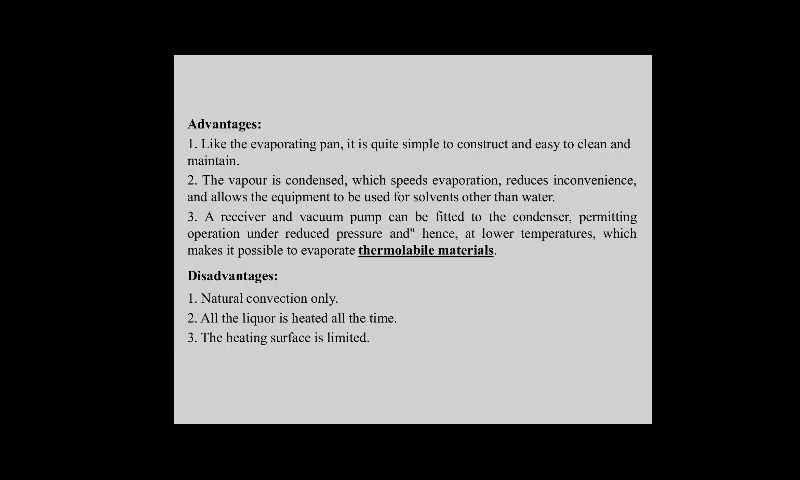 Advantages:
1. Like the evaporating pan, it is quite simple to construct and easy to clean and
maintain.
2. The vapour is condensed, which speeds evaporation, reduces inconvenience,
and allows the equipment to be used for solvents other than water.
3. A receiver and vacuum pump can be fitted to the condenser, permitting
operation under reduced pressure and" hence, at lower temperatures, which
makes it possible to evaporate thermolabile materials.
Disadvantages:
1. Natural convection only.
2. All the liquor is heated all the time.
3. The heating surface is limited.